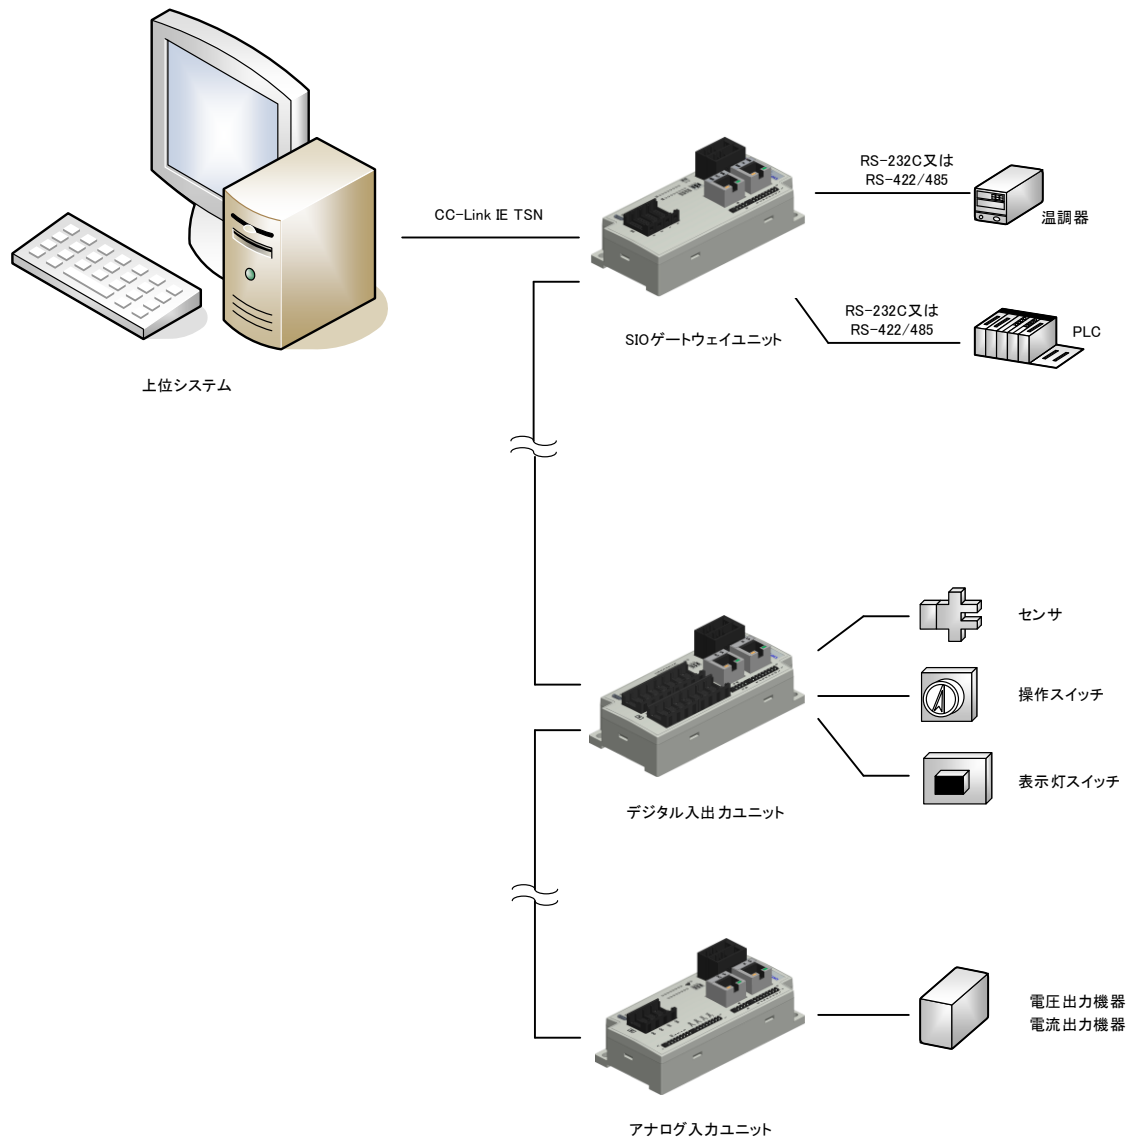 RS-232C又は
RS-422/485
温調器
CC-Link IE TSN
RS-232C又は
RS-422/485
PLC
SIOゲートウェイユニット
上位システム
センサ
操作スイッチ
表示灯スイッチ
デジタル入出力ユニット
電圧出力機器
電流出力機器
アナログ入力ユニット